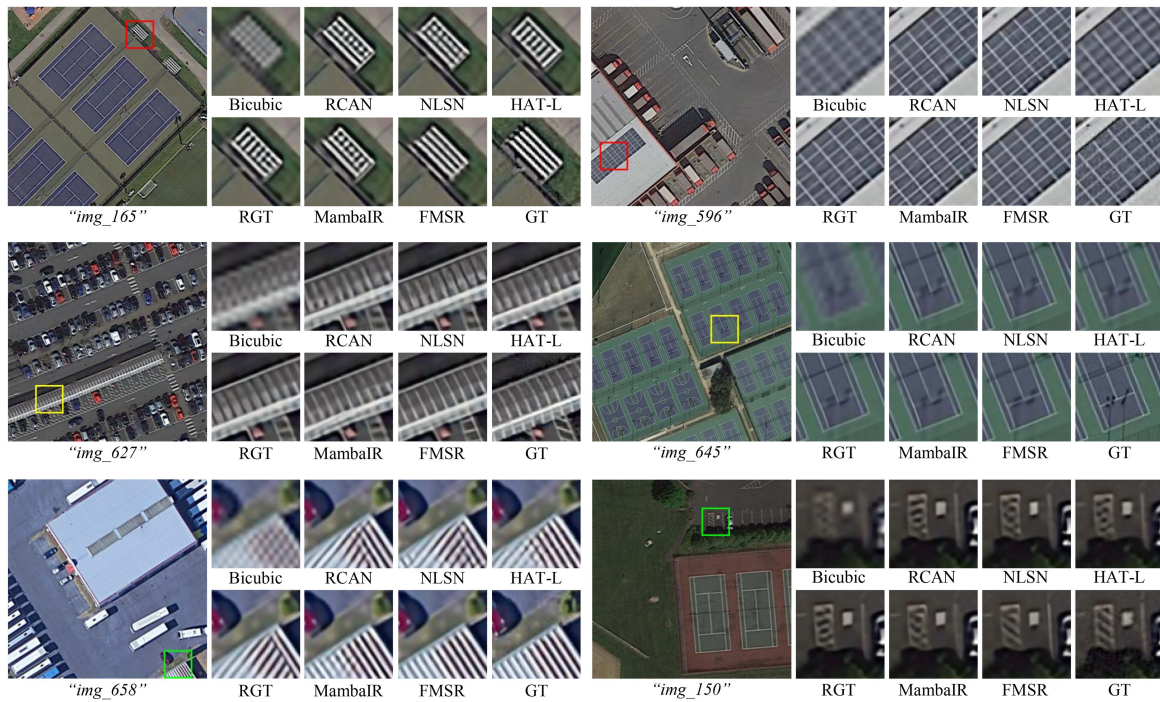 Bicubic RCAN NLSN HAT-L
RGT MambaIR FMSR GT
“img_165”
Bicubic RCAN NLSN HAT-L
RGT MambaIR FMSR GT
“img_596”
Bicubic RCAN NLSN HAT-L
RGT MambaIR FMSR GT
“img_627”
Bicubic RCAN NLSN HAT-L
RGT MambaIR FMSR GT
“img_645”
Bicubic RCAN NLSN HAT-L
RGT MambaIR FMSR GT
“img_658”
Bicubic RCAN NLSN HAT-L
RGT MambaIR FMSR GT
“img_150”